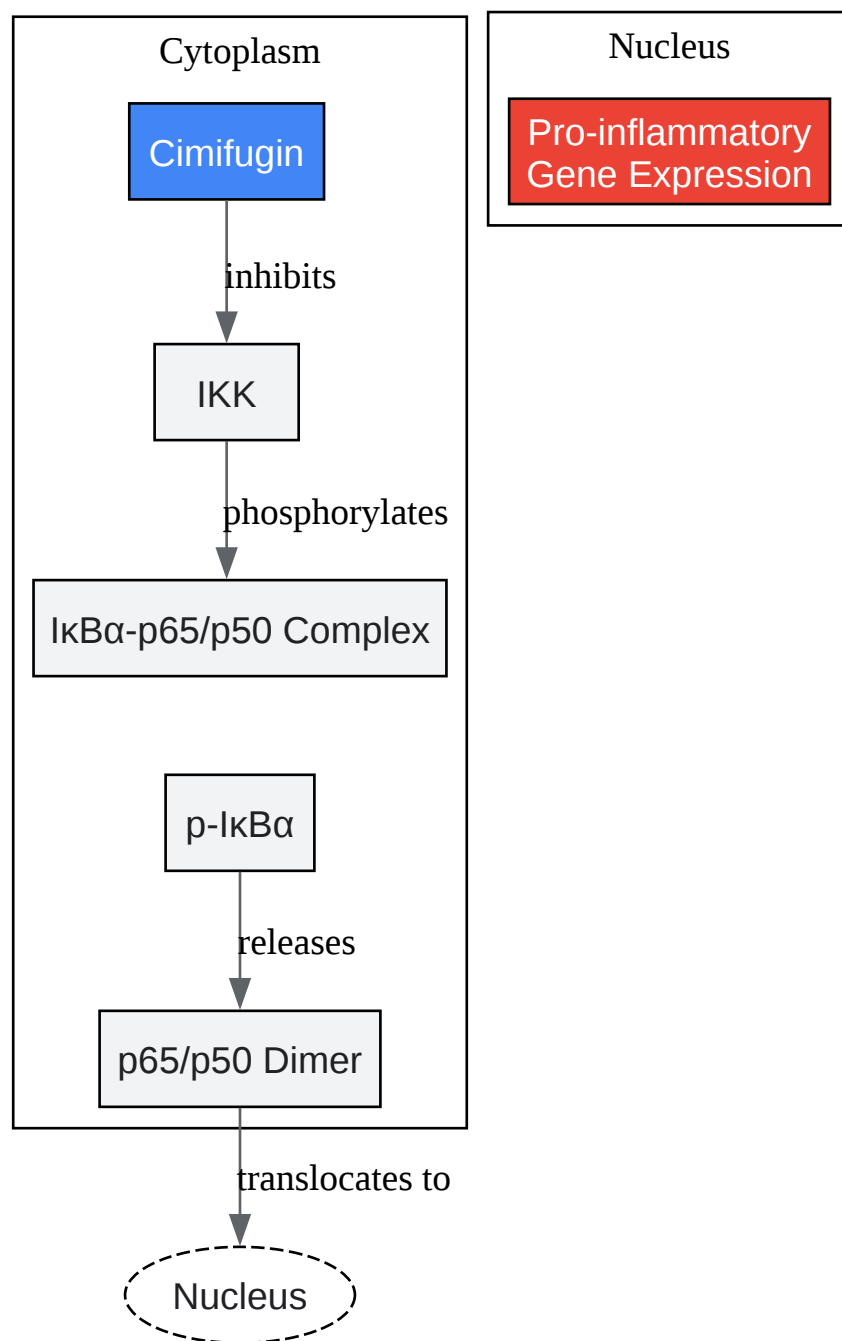 Cytoplasm
Cimifugin
inhibits
IKK
phosphorylates
IκBα-p65/p50 Complex
p-IκBα
releases
p65/p50 Dimer
translocates to
Nucleus
Nucleus
Pro-inflammatory
Gene Expression